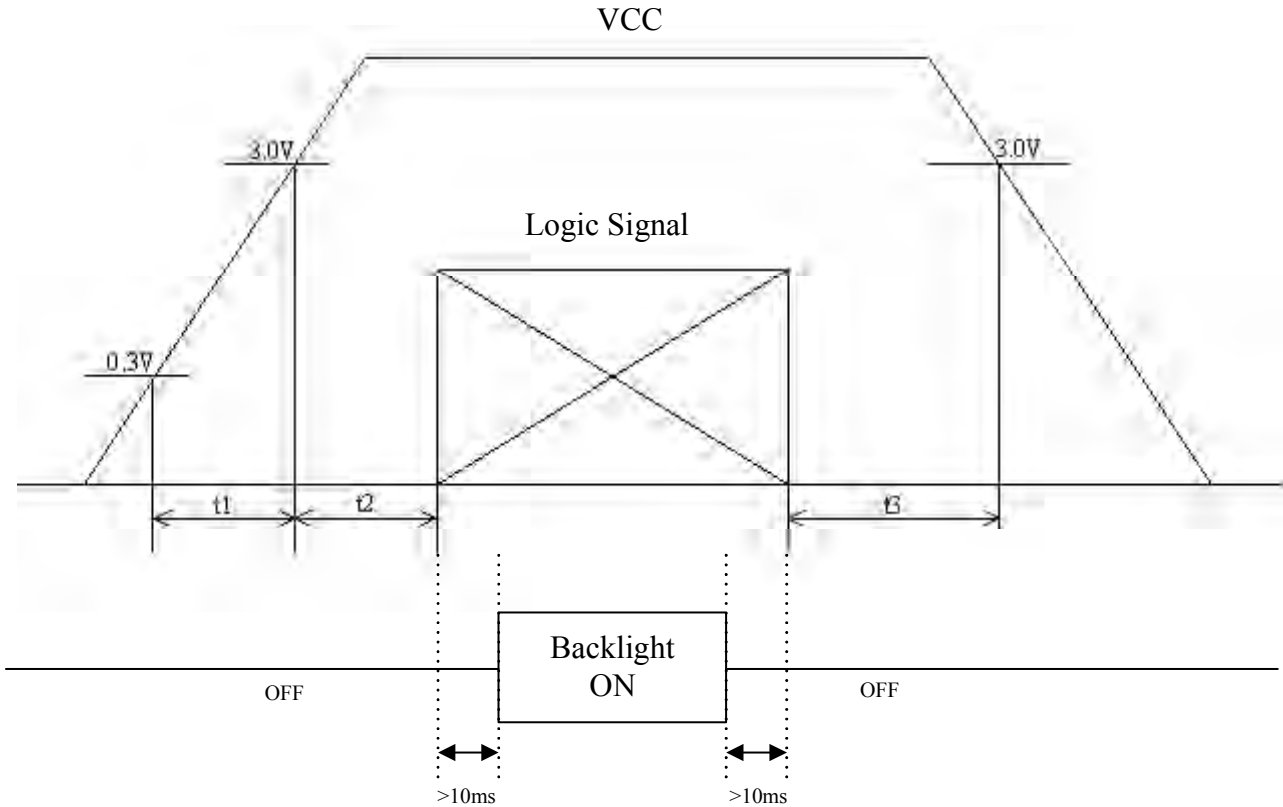 VCC
3.0V
3.0V
Logic Signal
0.3V
t1
t2
t3
Backlight
ON
OFF
OFF
>10ms
>10ms